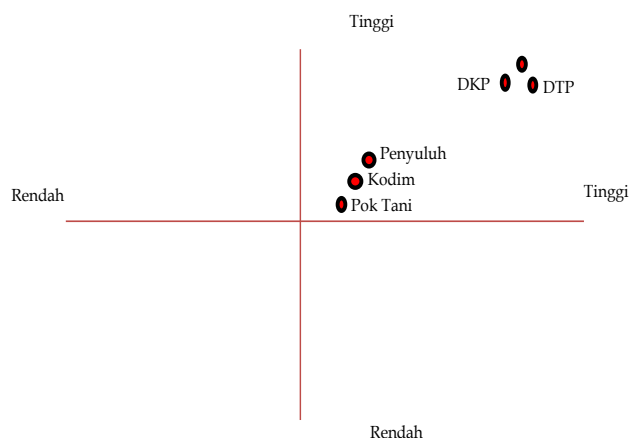 Tinggi
DKP
DTP
Penyuluh
Kodim
Rendah
Tinggi
Pok Tani
Rendah